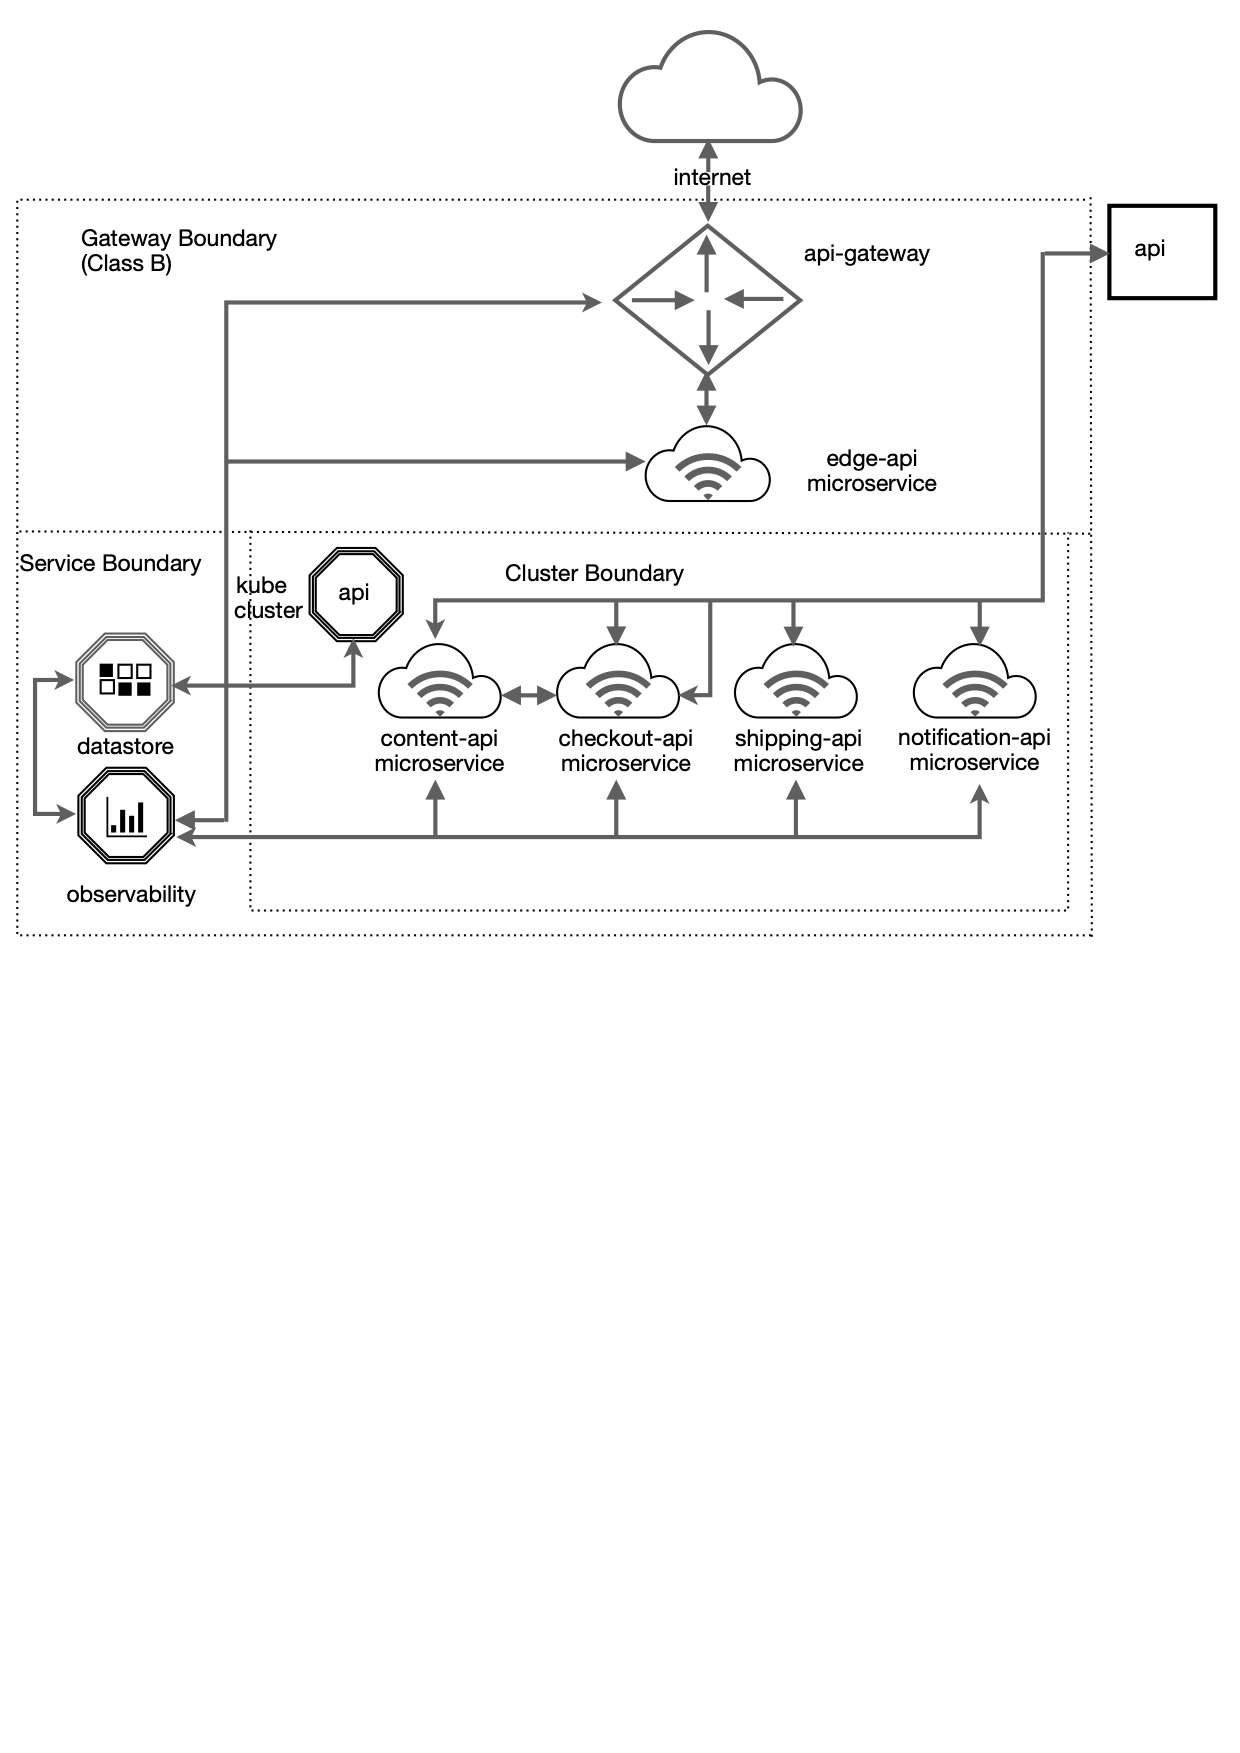 internet
Gateway Boundary
(Class B)
api-gateway
api
edge-api
microservice
Service Boundary
kube
cluster
api
Cluster Boundary
datastore
content-api
microservice
checkout-api
microservice
shipping-api
microservice
notification-api
microservice
observability